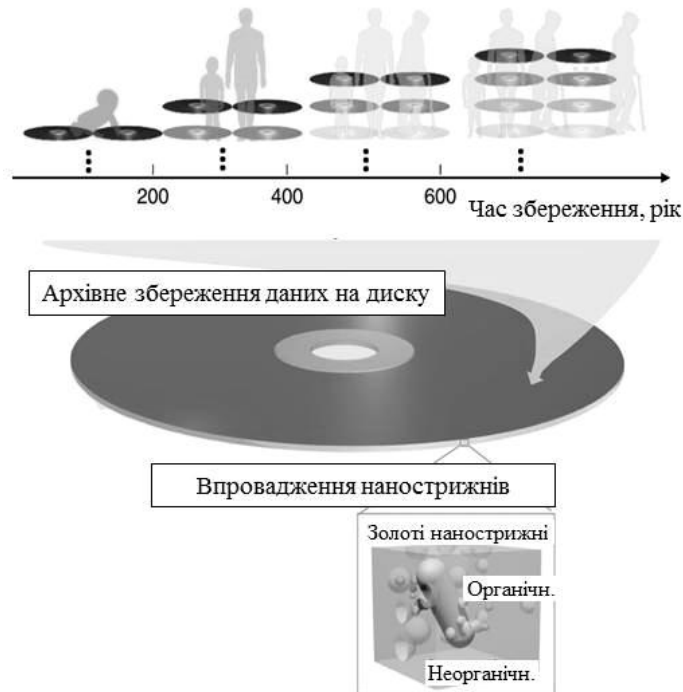 200 400 600
Час збереження, рік
Архівне збереження даних на диску
Впровадження нанострижнів
Золоті нанострижні
Органічн.
Неорганічн.